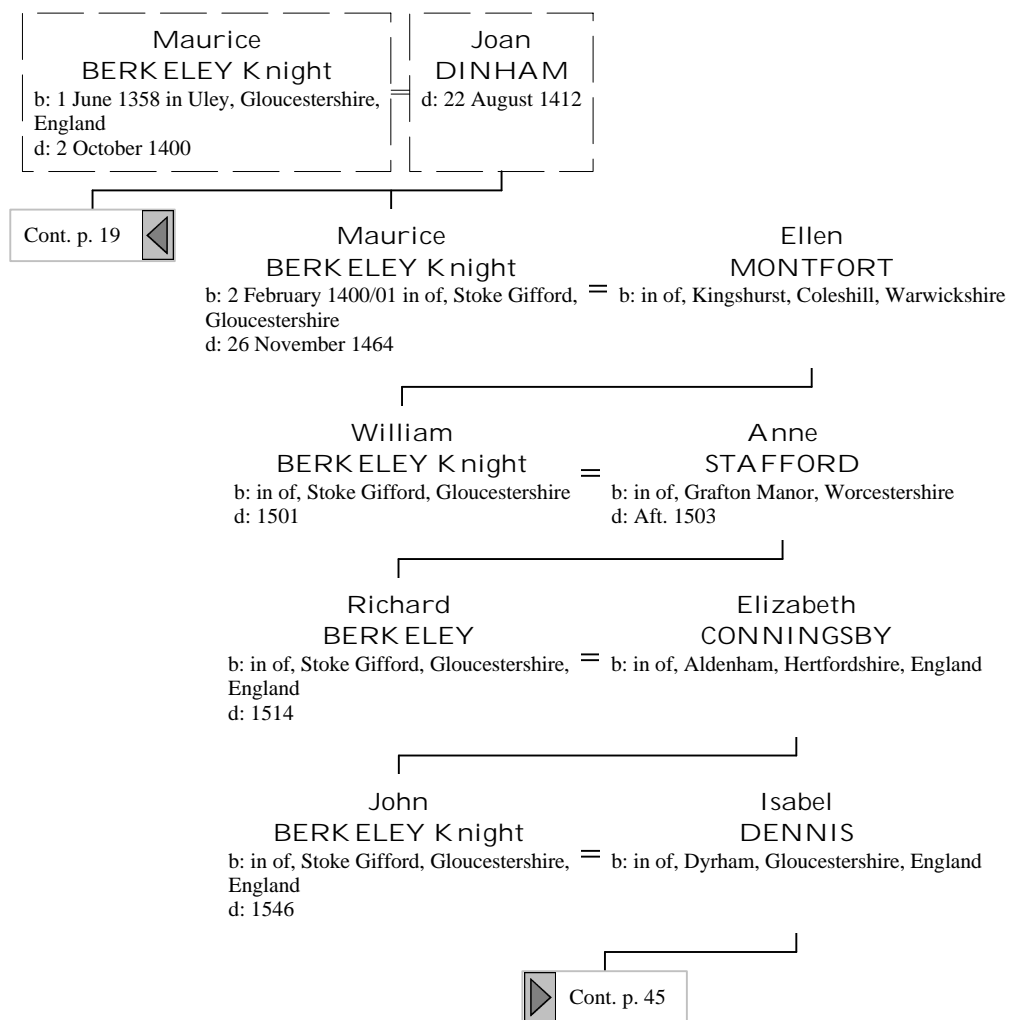 Maurice
BERKELEY Knight
b: 1 June 1358 in Uley, Gloucestershire,
England
d: 2 October 1400
Joan
DINHAM
d: 22 August 1412
Cont. p. 19
Maurice
BERKELEY Knight
b: 2 February 1400/01 in of, Stoke Gifford,
Gloucestershire
d: 26 November 1464
=
Ellen
MONTFORT
b: in of, Kingshurst, Coleshill, Warwickshire
William
BERKELEY Knight
b: in of, Stoke Gifford, Gloucestershire
d: 1501
=
Anne
STAFFORD
b: in of, Grafton Manor, Worcestershire
d: Aft. 1503
Richard
BERKELEY
b: in of, Stoke Gifford, Gloucestershire,
England
d: 1514
=
Elizabeth
CONNINGSBY
b: in of, Aldenham, Hertfordshire, England
John
BERKELEY Knight
b: in of, Stoke Gifford, Gloucestershire,
England
d: 1546
=
Isabel
DENNIS
b: in of, Dyrham, Gloucestershire, England
Cont. p. 45